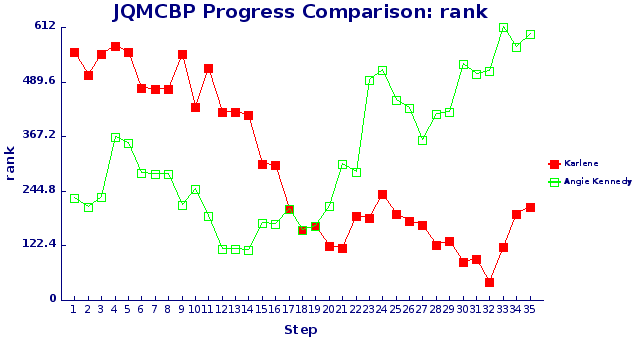 JQMCBP Progress Comparison: rank
612
489.6
367.2
244.8
122.4
0
rank
1 2 3 4 5 6 7 8 9 10 11 12 13 14 15 16 17 18 19 20 21 22 23 24 25 26 27 28 29 30 31 32 33 34 35
Step
Karlene
Angie Kennedy